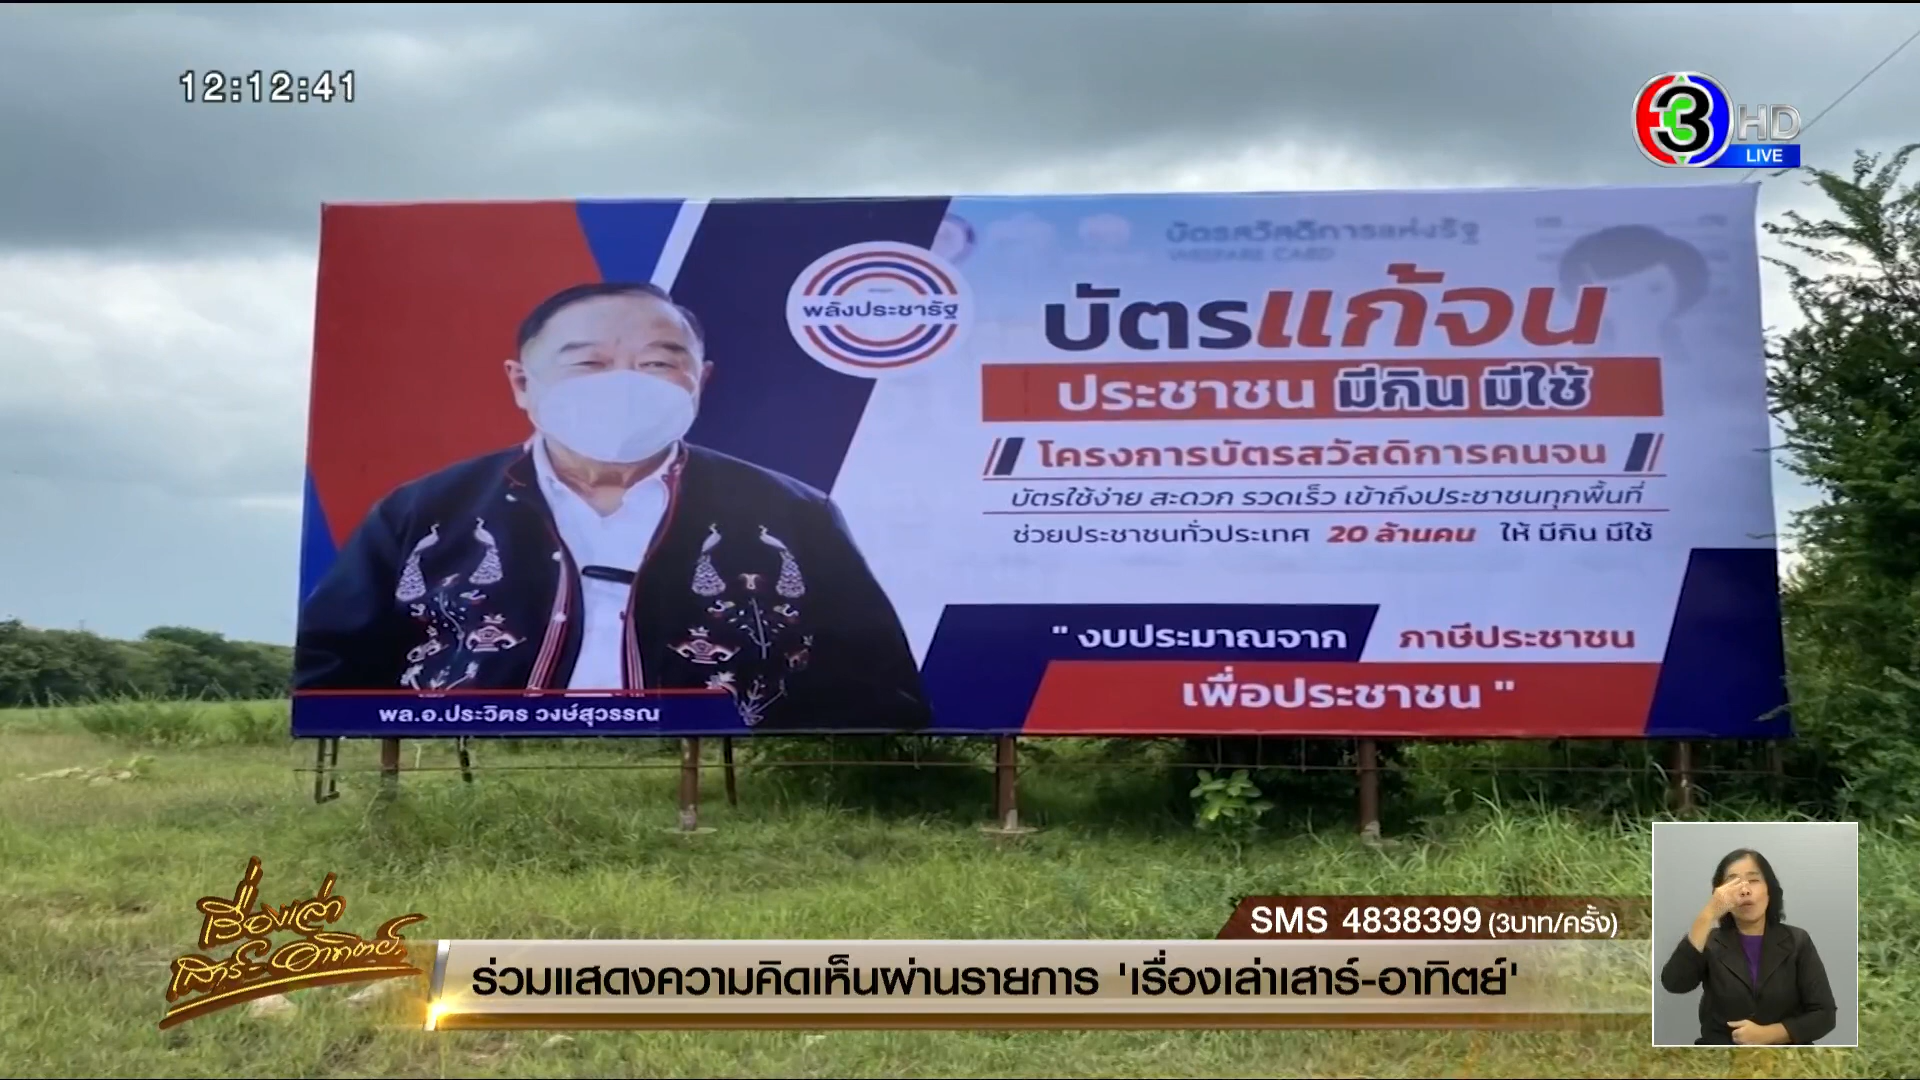 12:12:41
3 HD
LIVE
บัตรสวัสดิการแห่งรัฐ
WELFARE CARD
พลังประชารัฐ
บัตรแก้จน
ประชาชน มีกิน มีใช้
โครงการบัตรสวัสดิการคนจน
บัตรใช้ง่าย สะดวก รวดเร็ว เข้าถึงประชาชนทุกพื้นที่
ช่วยประชาชนทั่วประเทศ 20 ล้านคน ให้ มีกิน มีใช้
" งบประมาณจาก ภาษีประชาชน
เพื่อประชาชน "
พล.อ.ประวิตร วงษ์สุวรรณ
SMS 4838399 (3บาท/ครั้ง)
เรื่องเล่า
เสาร์-อาทิตย์
ร่วมแสดงความคิดเห็นผ่านรายการ 'เรื่องเล่าเสาร์-อาทิตย์'